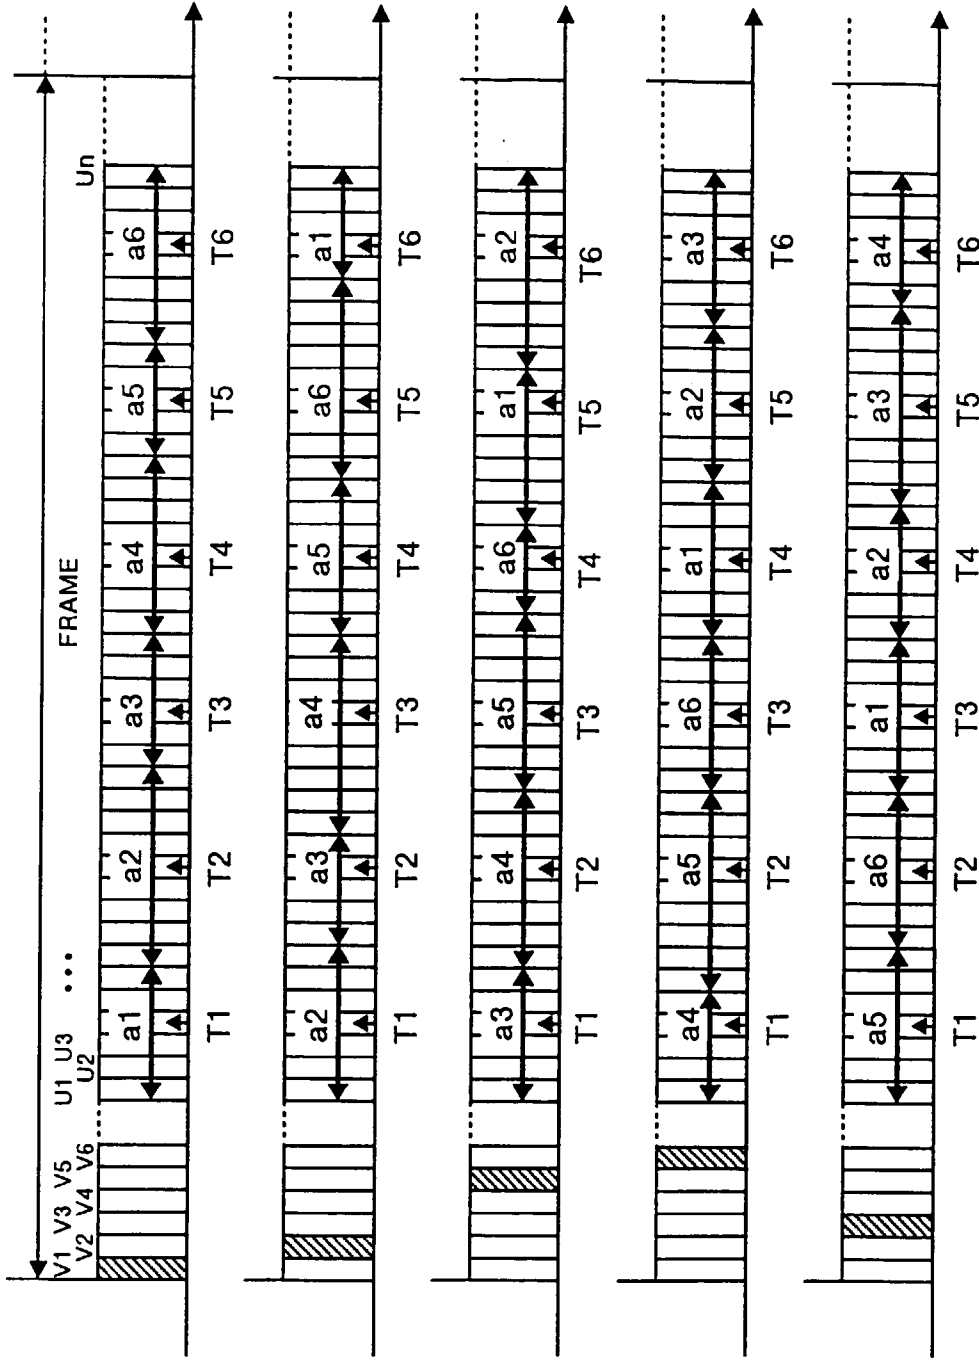 FRAME
V1 V3 V5 U1 U3 ... Un
V2 V4 V6 U2
a1 a2 a3 a4 a5 a6
T1 T2 T3 T4 T5 T6
a2 a3 a4 a5 a6 a1
T1 T2 T3 T4 T5 T6
a3 a4 a5 a6 a1 a2
T1 T2 T3 T4 T5 T6
a4 a5 a6 a1 a2 a3
T1 T2 T3 T4 T5 T6
a5 a6 a1 a2 a3 a4
T1 T2 T3 T4 T5 T6